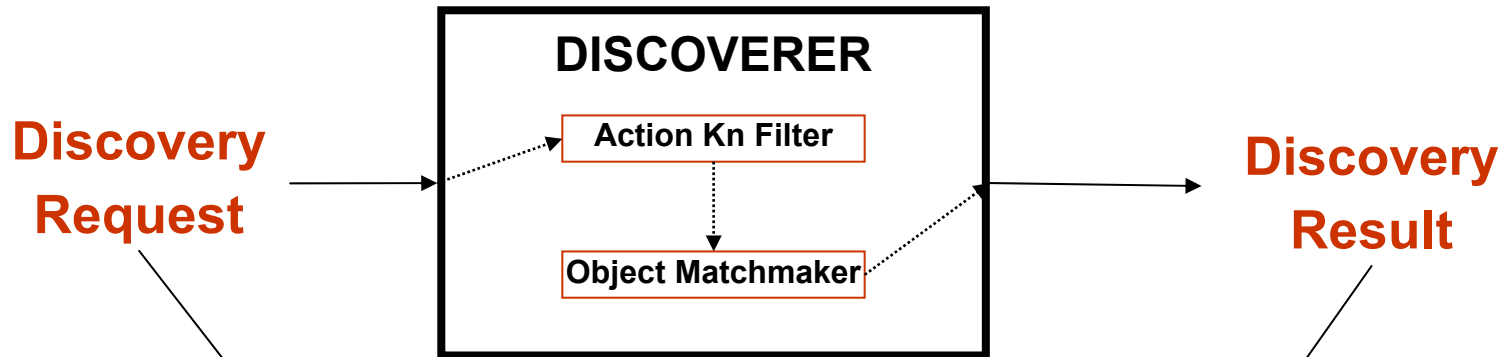 DISCOVERER
Discovery
Request
Action Kn Filter
Object Matchmaker
Discovery
Result